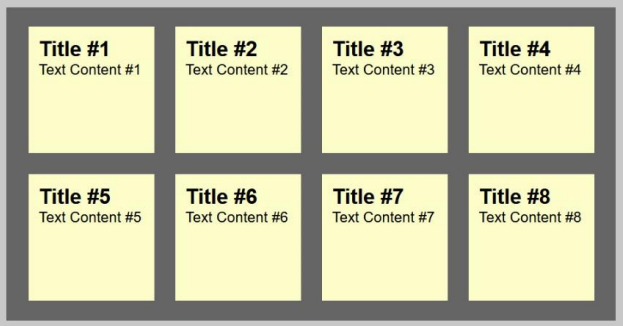 Title #1
Text Content #1
Title #2
Text Content #2
Title #3
Text Content #3
Title #4
Text Content #4
Title #5
Text Content #5
Title #6
Text Content #6
Title #7
Text Content #7
Title #8
Text Content #8